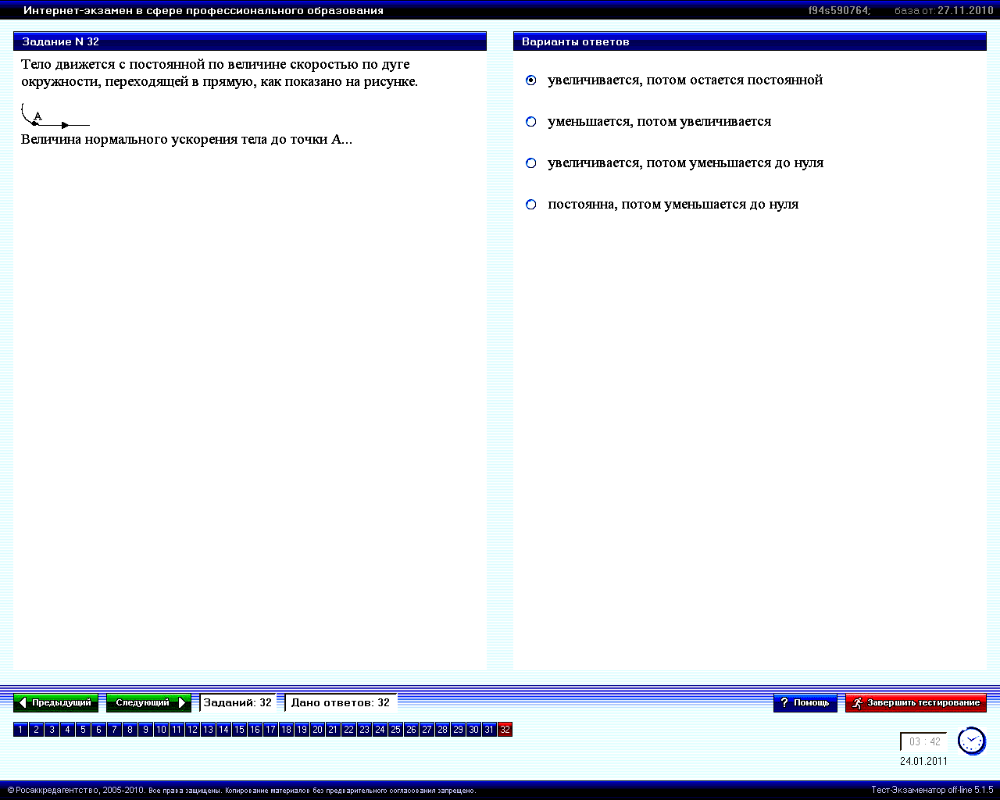 Интернет-экзамен в сфере профессионального образования
f94s590764; база от: 27.11.2010
Задание N 32
Тело движется с постоянной по величине скоростью по дуге
окружности, переходящей в прямую, как показано на рисунке.
A
Величина нормального ускорения тела до точки А...
Варианты ответов
увеличивается, потом остается постоянной
уменьшается, потом увеличивается
увеличивается, потом уменьшается до нуля
постоянна, потом уменьшается до нуля
Предыдущий Следующий Заданий: 32 Дано ответов: 32 ? Помощь Завершить тестирование
1 2 3 4 5 6 7 8 9 10 11 12 13 14 15 16 17 18 19 20 21 22 23 24 25 26 27 28 29 30 31 32
03 : 42
24.01.2011
© Росаккредагентство, 2005-2010. Все права защищены. Копирование материалов без предварительного согласования запрещено. Тест-Экзаменатор off-line 5.1.5